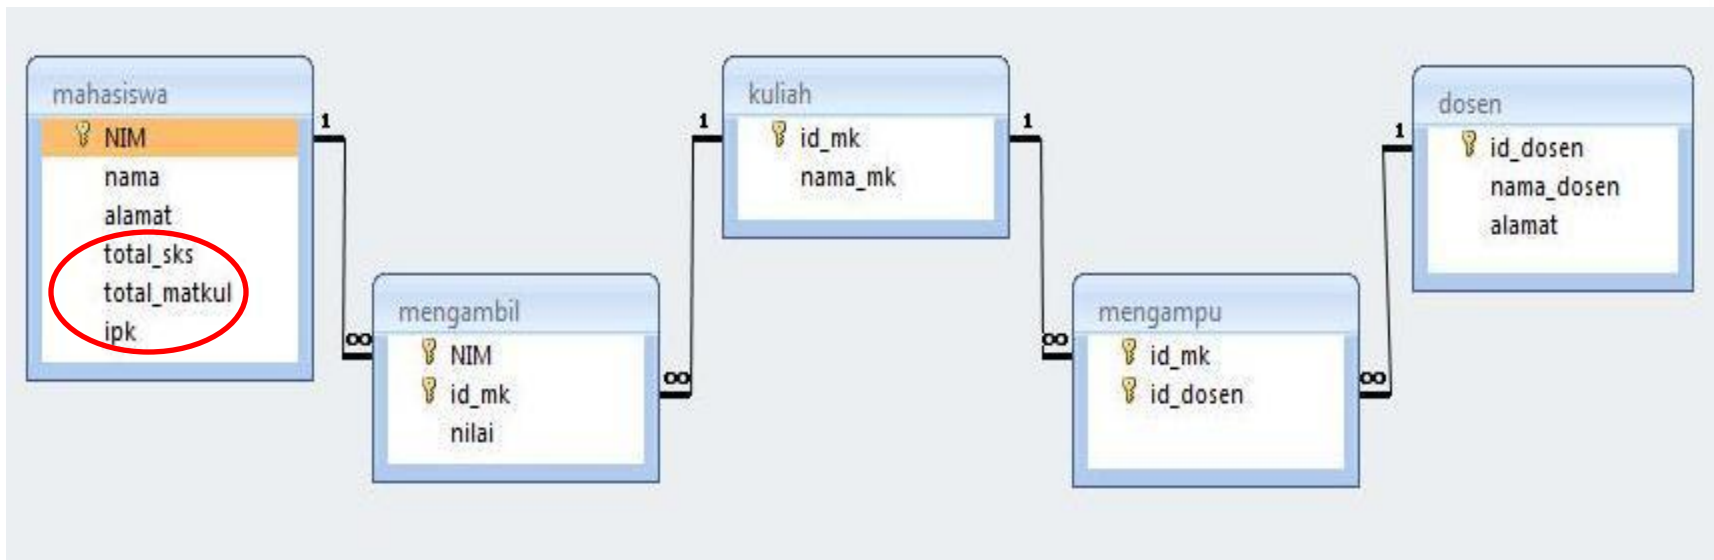 mahasiswa
NIM
nama
alamat
total_sks
total_matkul
ipk
1
∞
mengambil
NIM
id_mk
nilai
∞
1
kuliah
id_mk
nama_mk
1
∞
mengampu
id_mk
id_dosen
∞
1
dosen
id_dosen
nama_dosen
alamat